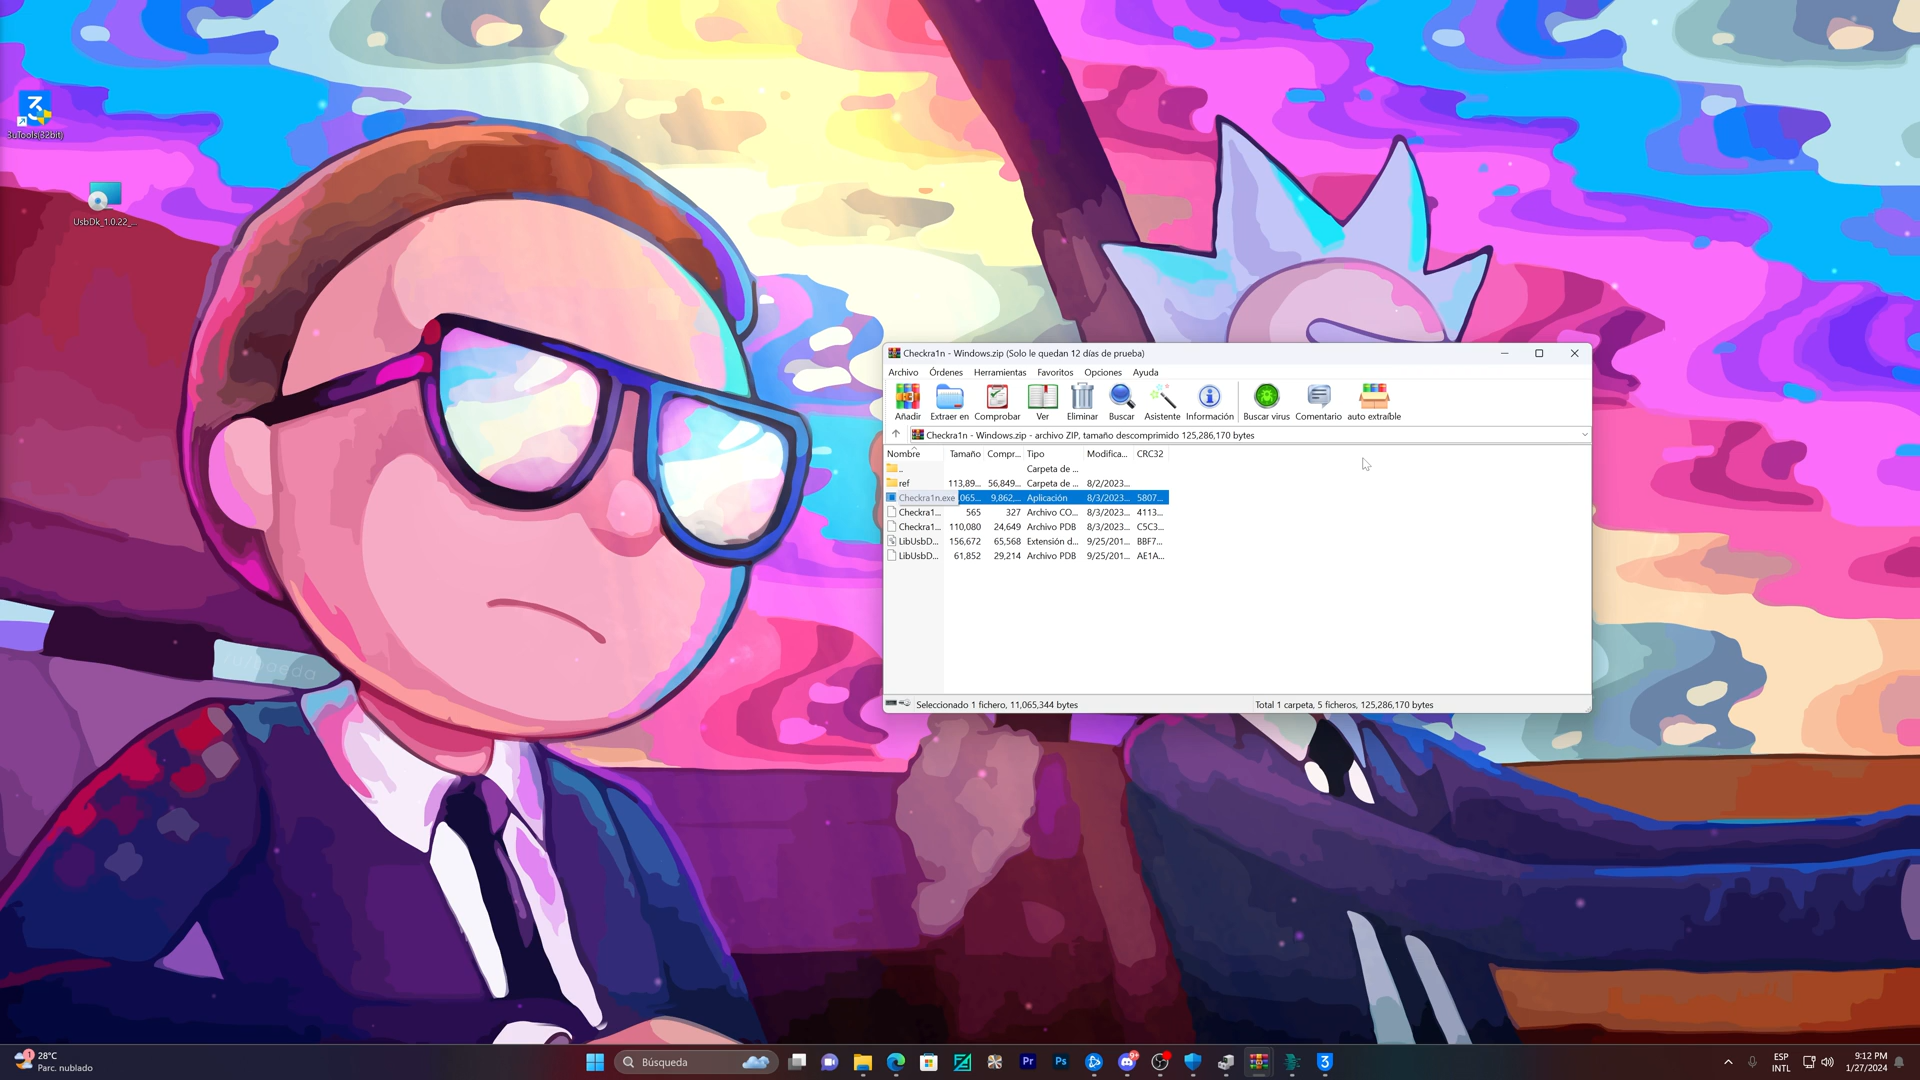 3uTools(32bit)
UsbDk_1.0.22_...
Checkra1n - Windows.zip (Solo le quedan 12 días de prueba)
Archivo Órdenes Herramientas Favoritos Opciones Ayuda
Añadir Extraer en Comprobar Ver Eliminar Buscar Asistente Información Buscar virus Comentario auto extraíble
Checkra1n - Windows.zip - archivo ZIP, tamaño descomprimido 125,286,170 bytes
Nombre Tamaño Compr... Tipo Modifica... CRC32
.. Carpeta de ...
ref 113,89... 56,849... Carpeta de ... 8/2/2023...
Checkra1n.exe 065... 9,862,... Aplicación 8/3/2023... 5807...
Checkra1... 565 327 Archivo CO... 8/3/2023... 4113...
Checkra1... 110,080 24,649 Archivo PDB 8/3/2023... C5C3...
LibUsbD... 156,672 65,568 Extensión d... 9/25/201... BBF7...
LibUsbD... 61,852 29,214 Archivo PDB 9/25/201... AE1A...
Seleccionado 1 fichero, 11,065,344 bytes
Total 1 carpeta, 5 ficheros, 125,286,170 bytes
1
28°C
Parc. nublado
Búsqueda
Pr
Ps
ESP
INTL
9:12 PM
1/27/2024